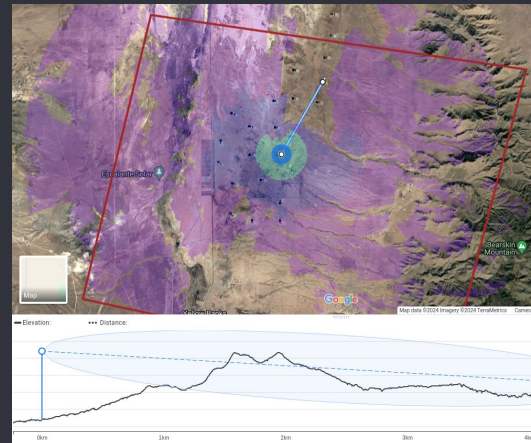 Escalante Solar
Bearskin
Mountain
Map
Google
Map data ©2024 Imagery ©2024 TerraMetrics
Elevation:
Distance:
0km
1km
2km
3km